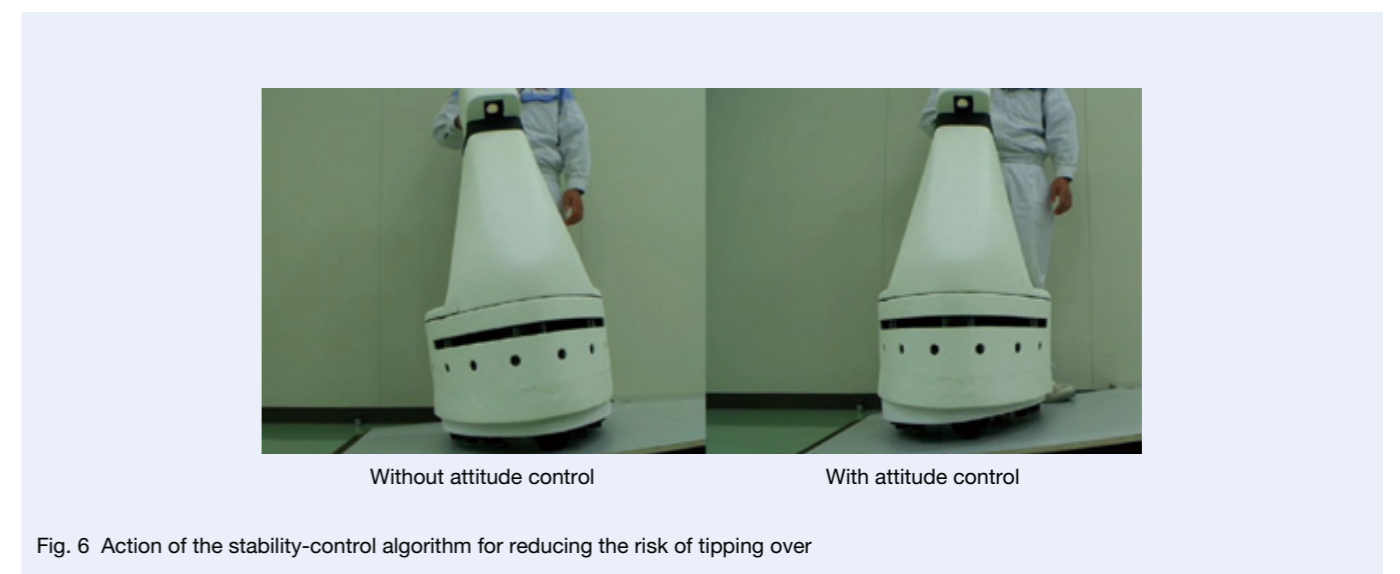 Without attitude control
With attitude control
Fig. 6 Action of the stability-control algorithm for reducing the risk of tipping over